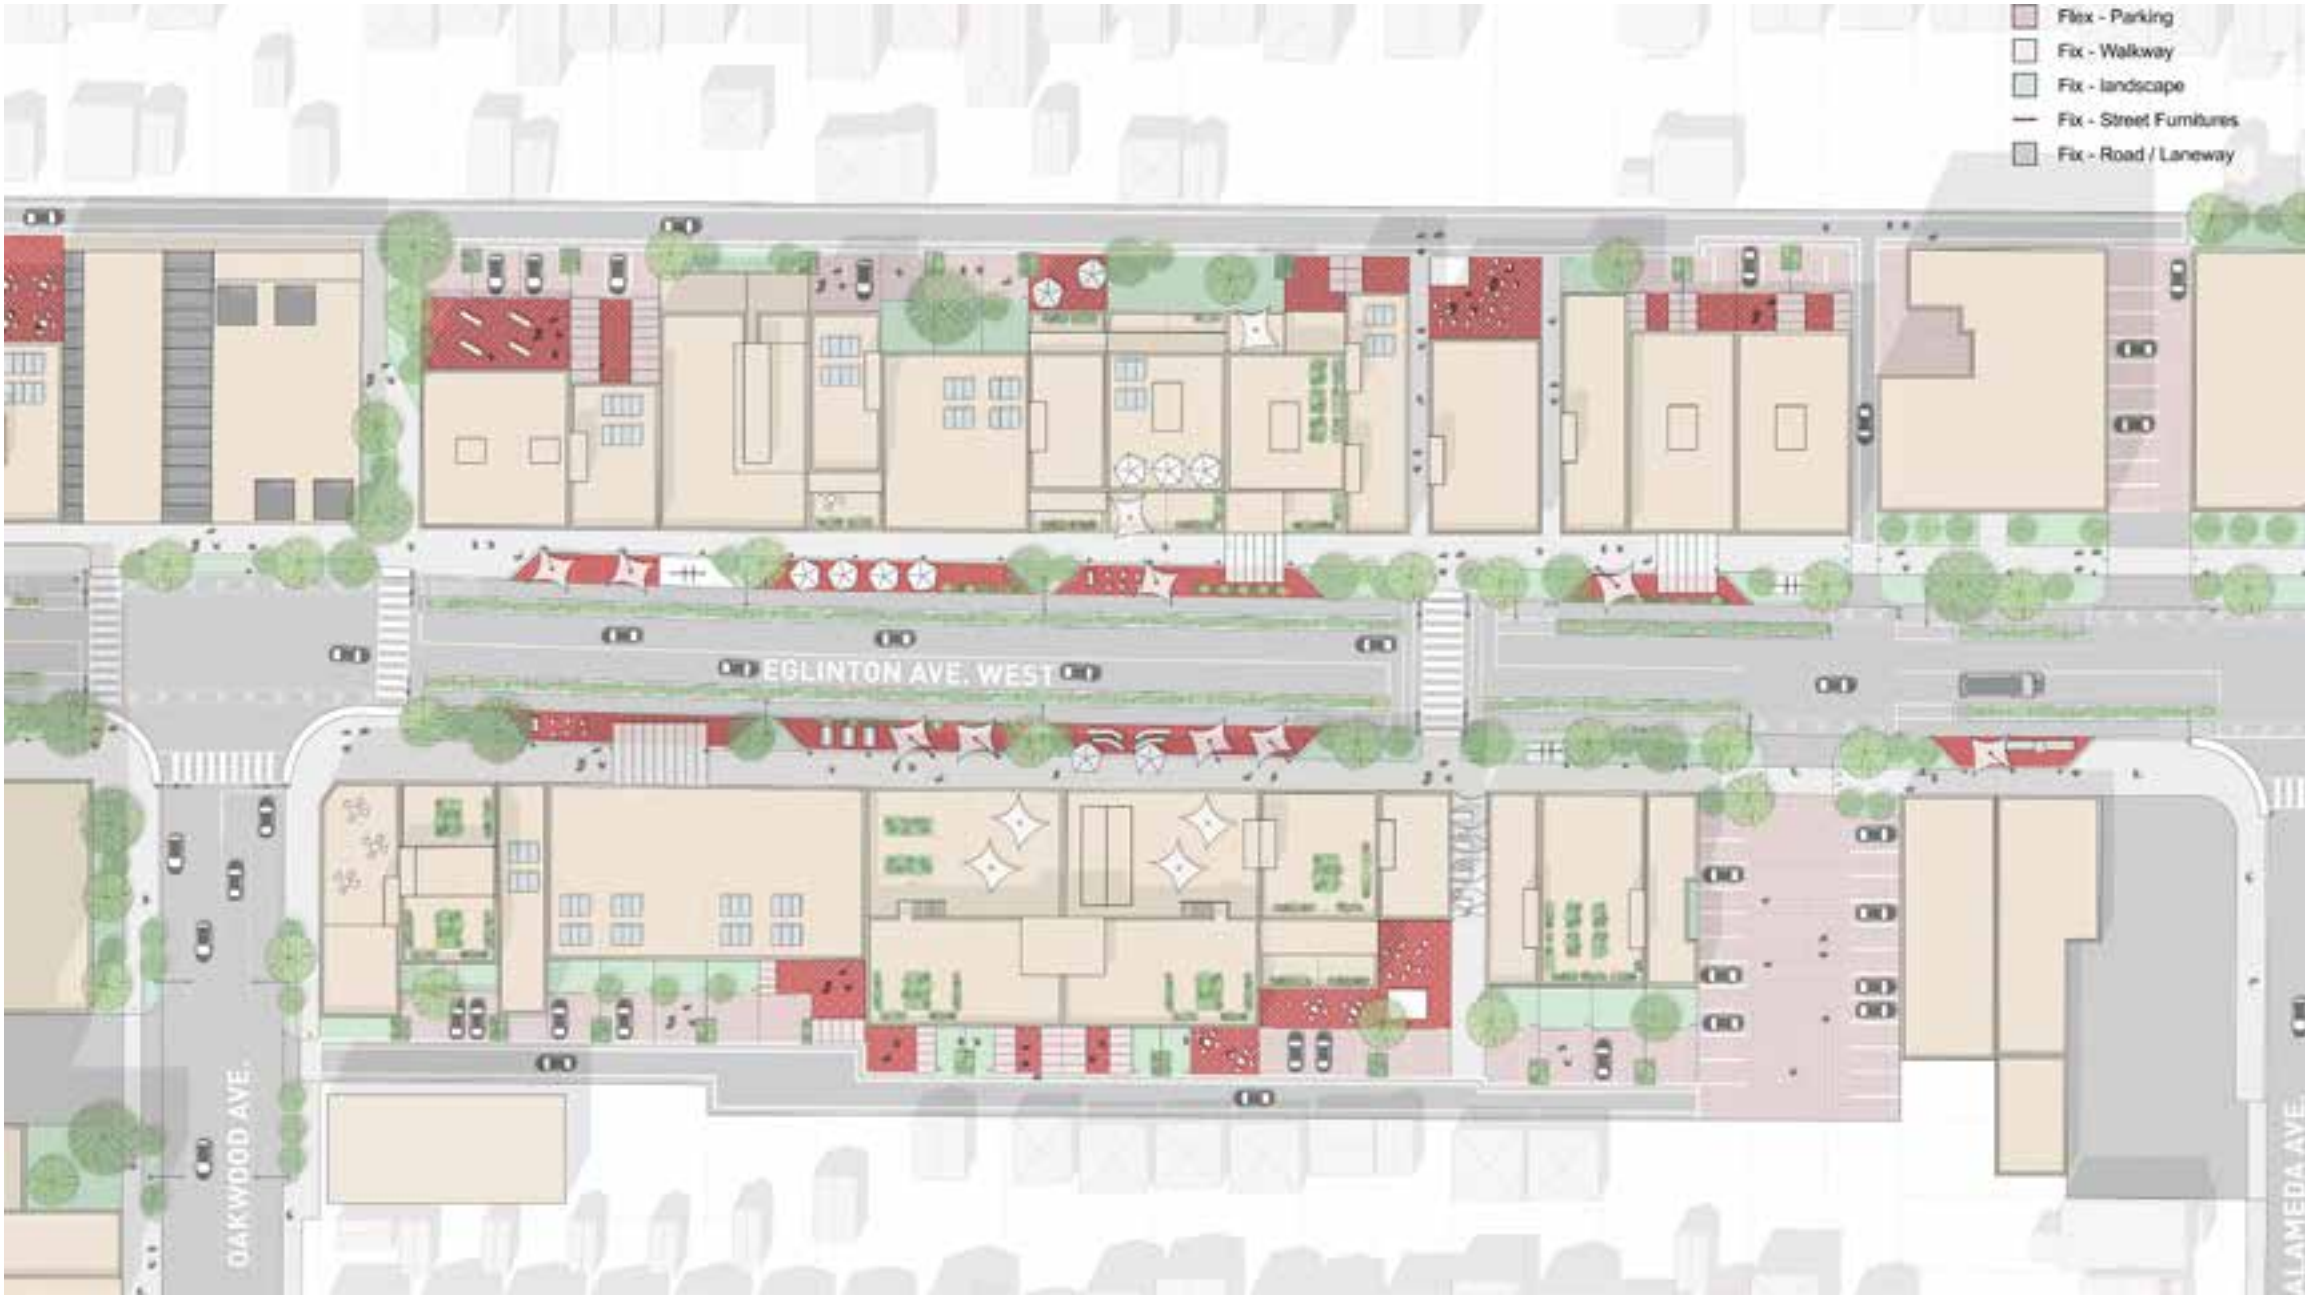 Flex - Parking
Fix - Walkway
Fix - landscape
Fix - Street Furnitures
Fix - Road / Laneway
EGLINTON AVE. WEST
OAKWOOD AVE.
ALAMEDA AVE.